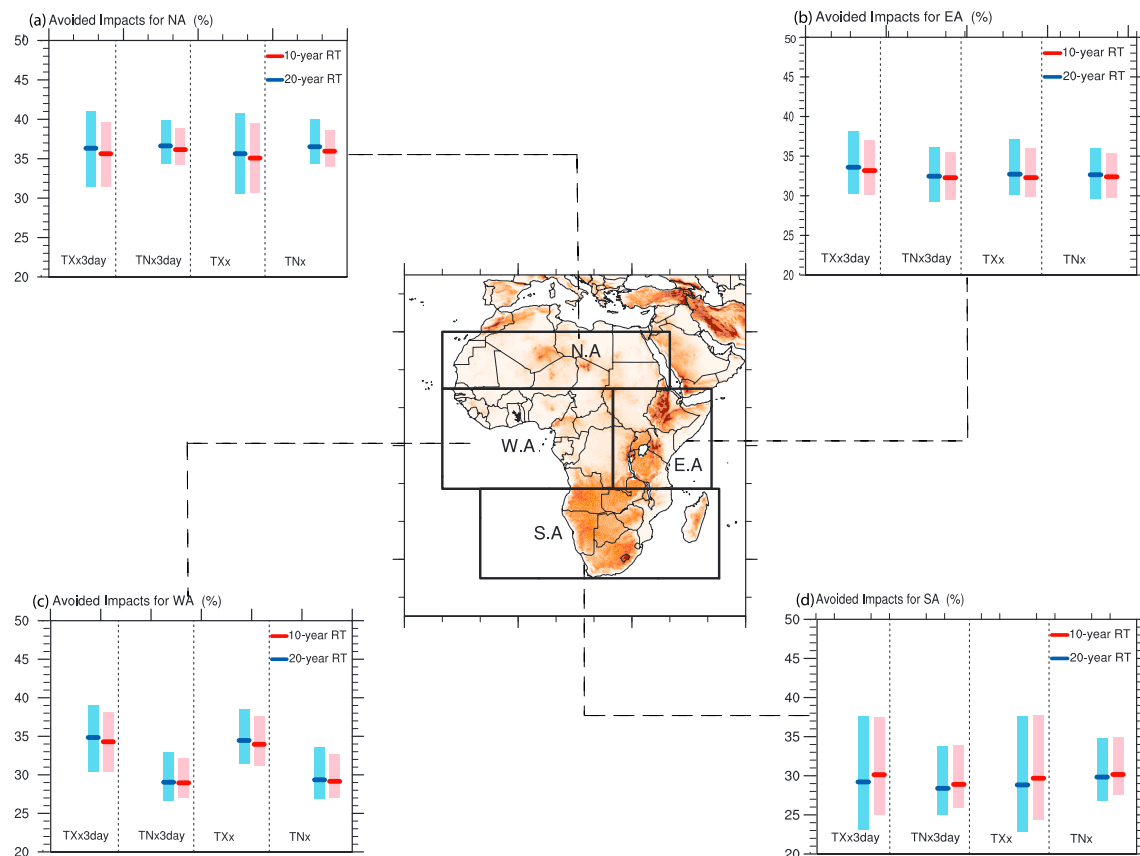 (a) Avoided Impacts for NA (%)
50
45
40
35
30
25
20
10-year RT
20-year RT
TXx3day TNx3day TXx TNx
(b) Avoided Impacts for EA (%)
50
45
40
35
30
25
20
10-year RT
20-year RT
TXx3day TNx3day TXx TNx
N.A
W.A
E.A
S.A
(c) Avoided Impacts for WA (%)
50
45
40
35
30
25
20
10-year RT
20-year RT
TXx3day TNx3day TXx TNx
(d) Avoided Impacts for SA (%)
50
45
40
35
30
25
20
10-year RT
20-year RT
TXx3day TNx3day TXx TNx